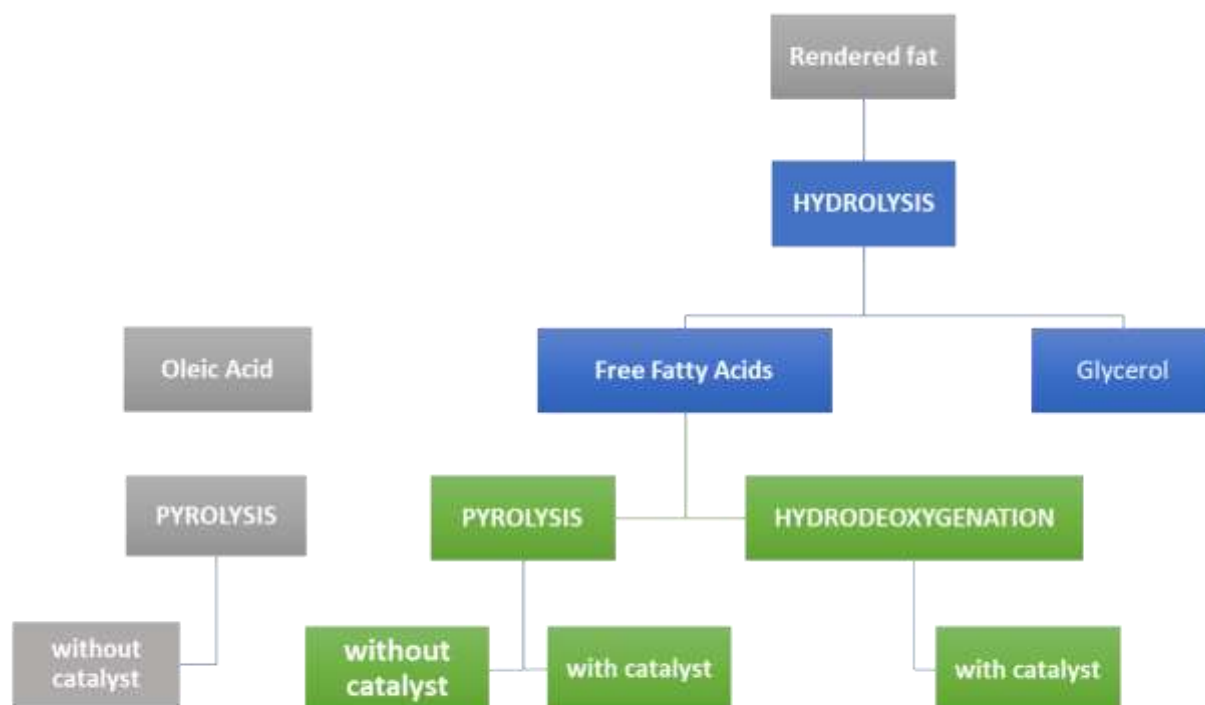 Rendered fat
HYDROLYSIS
Oleic Acid
Free Fatty Acids
Glycerol
PYROLYSIS
PYROLYSIS
HYDRODEOXYGENATION
without
catalyst
without
catalyst
with catalyst
with catalyst